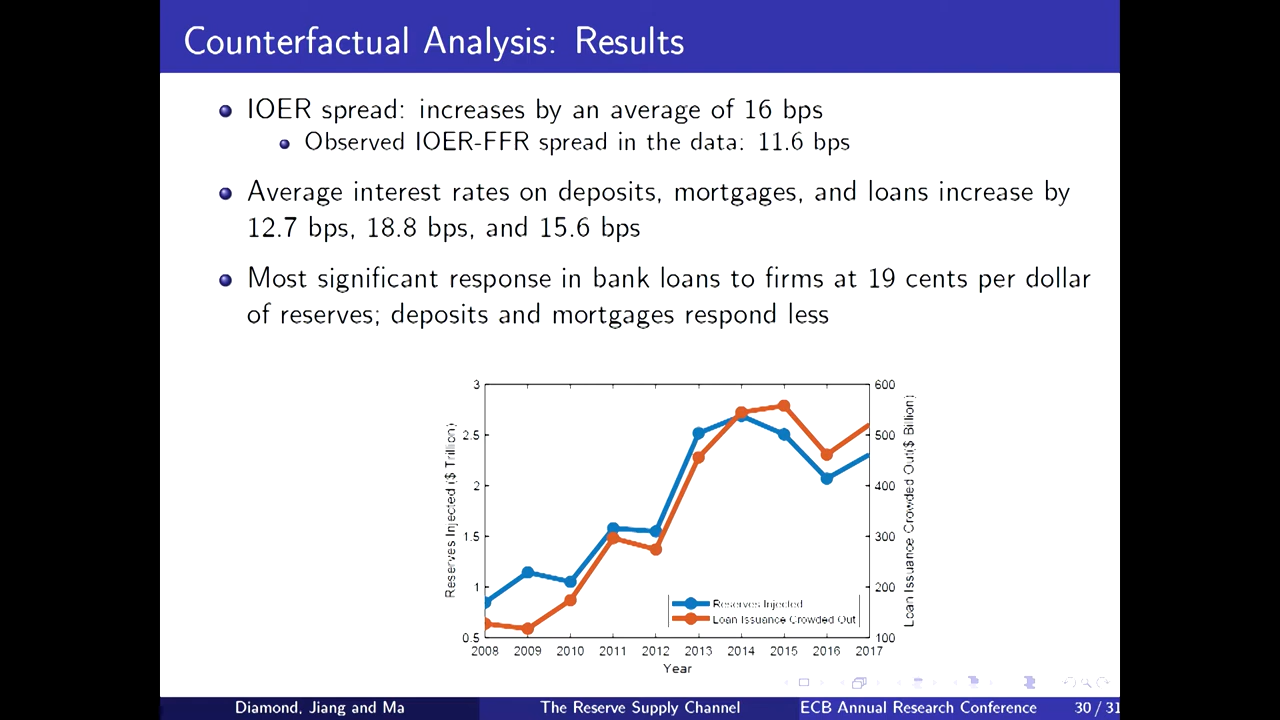 Counterfactual Analysis: Results
IOER spread: increases by an average of 16 bps
Observed IOER-FFR spread in the data: 11.6 bps
Average interest rates on deposits, mortgages, and loans increase by
12.7 bps, 18.8 bps, and 15.6 bps
Most significant response in bank loans to firms at 19 cents per dollar
of reserves; deposits and mortgages respond less
3
2.5
2
1.5
1
0.5
Reserves Injected ($ Trillion)
600
500
400
300
200
100
Loan Issuance Crowded Out($ Billion)
Reserves Injected
Loan Issuance Crowded Out
2008 2009 2010 2011 2012 2013 2014 2015 2016 2017
Year
Diamond, Jiang and Ma The Reserve Supply Channel ECB Annual Research Conference 30 / 31